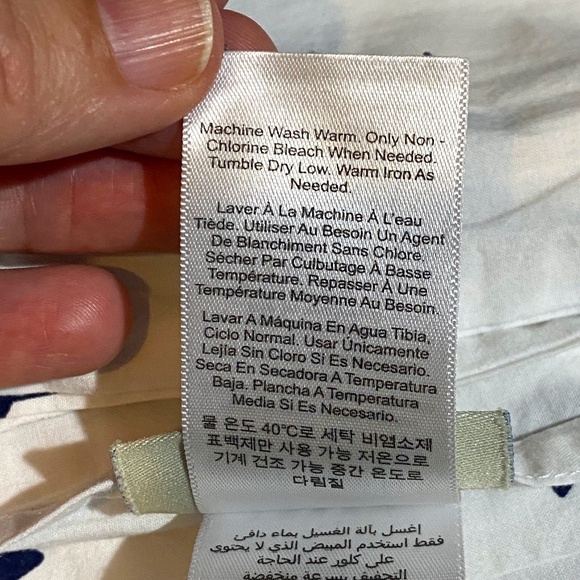 Machine Wash Warm. Only Non -
Chlorine Bleach When Needed.
Tumble Dry Low. Warm Iron As
Needed.
Laver À La Machine À L'eau
Tiède. Utiliser Au Besoin Un Agent
De Blanchiment Sans Chlore
Sécher Par Culbutage À Basse
Température. Repasser À Une
Température Moyenne Au Besoin.
Lavar A Máquina En Agua Tibia,
Ciclo Normal. Usar Únicamente
Lejía Sin Cloro Si Es Necesario.
Seca En Secadora A Temperatura
Baja. Plancha A Temperatura
Media Si Es Necesario.
물 온도 40℃로 세탁 비염소제
표백제만 사용 가능 저온으로
기계 건조 가능 중간 온도로
다림질
إغسل بآلة الغسيل بماء دافئ
فقط استخدم المبيض الذي لا يحتوي
على كلور عند الحاجة
التجفيف بسرعة منخفضة